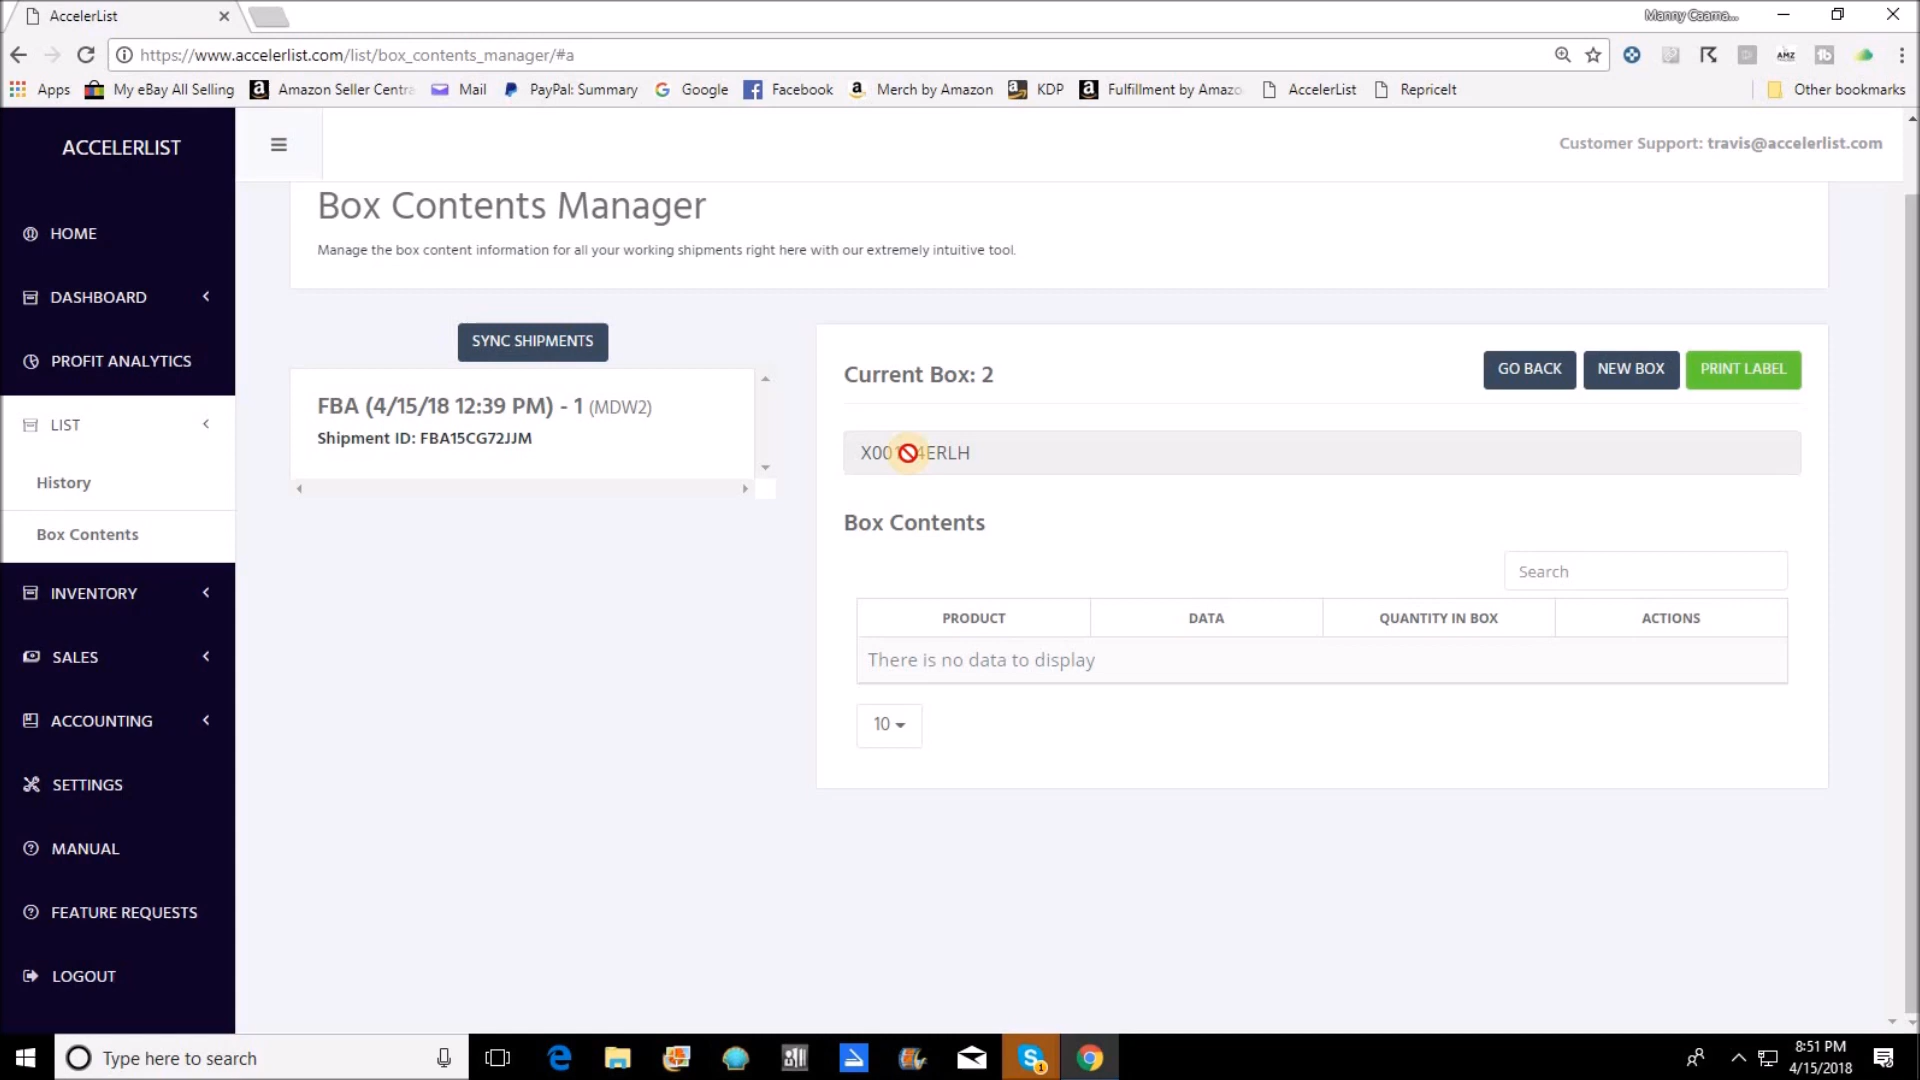 AccelerList
Manny Caama...
https://www.accelerlist.com/list/box_contents_manager/#a
Apps My eBay All Selling Amazon Seller Centra Mail PayPal: Summary Google Facebook Merch by Amazon KDP Fulfillment by Amazo AccelerList RepriceIt Other bookmarks
ACCELERLIST
Customer Support: travis@accelerlist.com
HOME
DASHBOARD
PROFIT ANALYTICS
LIST
History
Box Contents
INVENTORY
SALES
ACCOUNTING
SETTINGS
MANUAL
FEATURE REQUESTS
LOGOUT
Box Contents Manager
Manage the box content information for all your working shipments right here with our extremely intuitive tool.
SYNC SHIPMENTS
FBA (4/15/18 12:39 PM) - 1 (MDW2)
Shipment ID: FBA15CG72JJM
Current Box: 2
GO BACK NEW BOX PRINT LABEL
Box Contents
Search
PRODUCT DATA QUANTITY IN BOX ACTIONS
There is no data to display
10
Type here to search
8:51 PM
4/15/2018